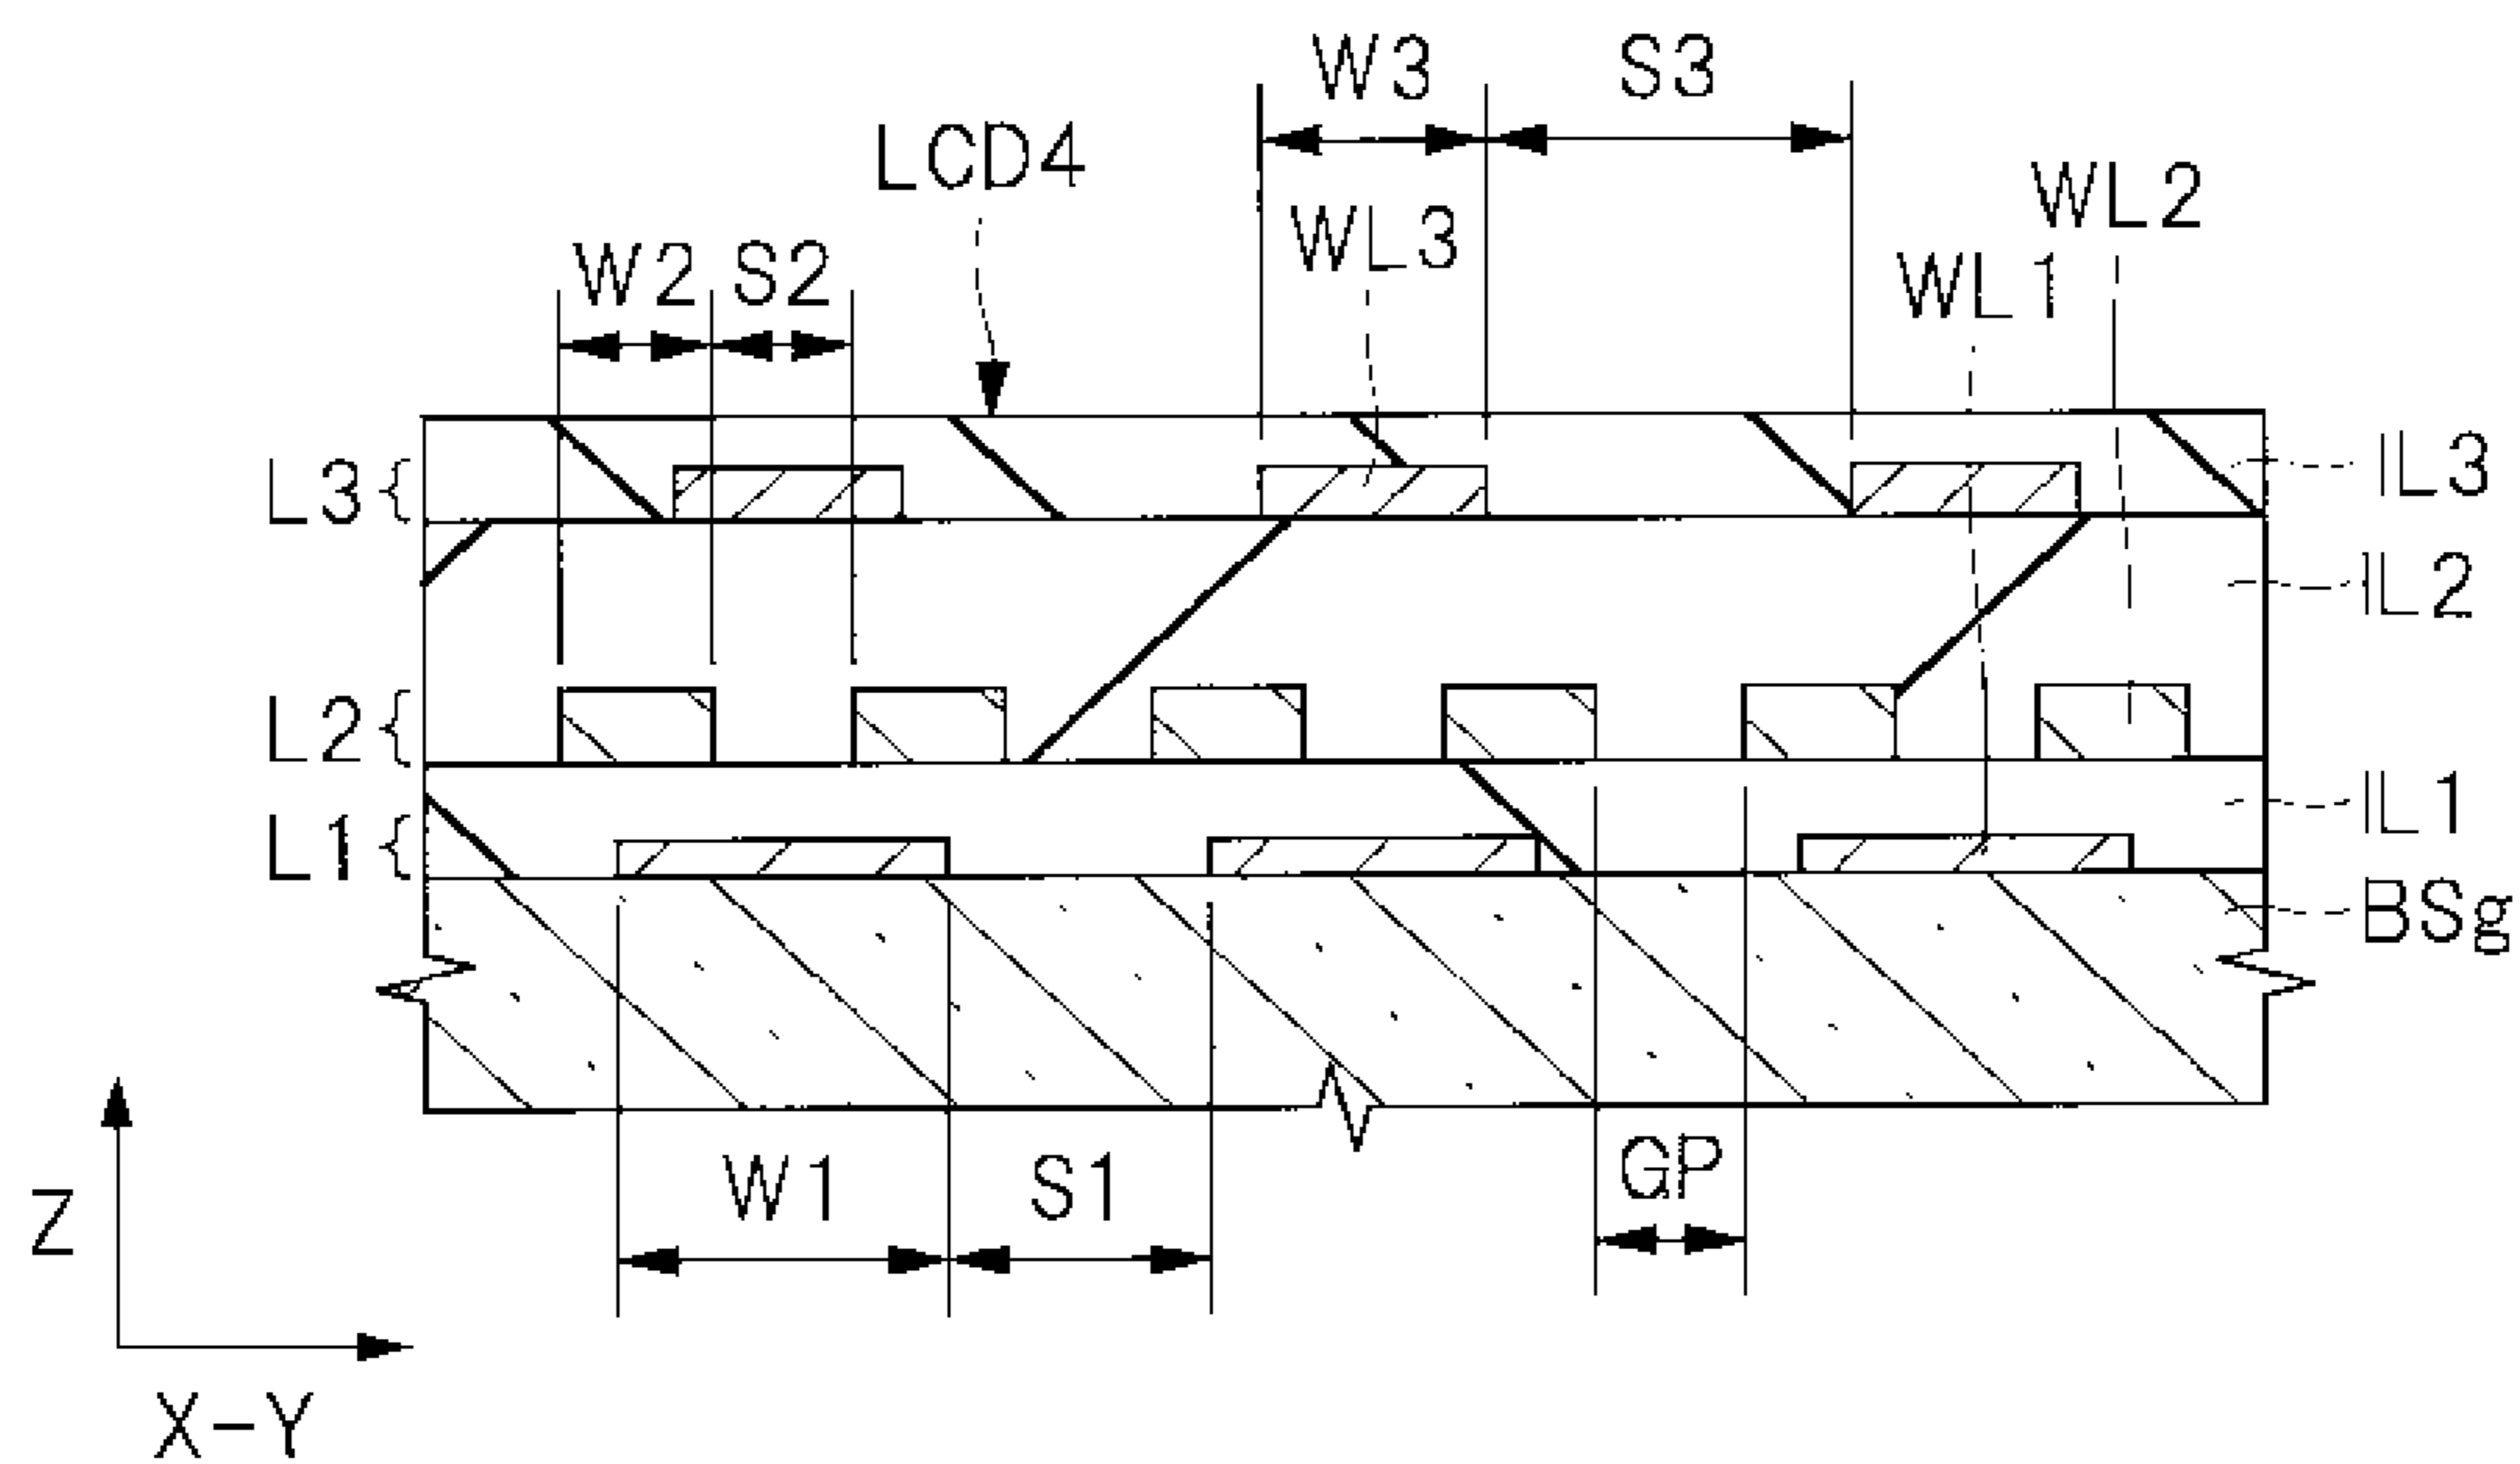 W3 S3
LCD4
WL2
WL3
W2 S2
WL1
L3
IL3
IL2
L2
IL1
L1
BSg
GP
W1 S1
Z
X-Y